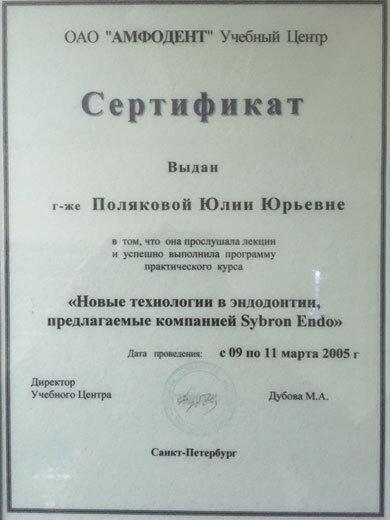 ОАО "АМФОДЕНТ" Учебный Центр
Сертификат
Выдан
г-же Поляковой Юлии Юрьевне
в том, что она прослушала лекции
и успешно выполнила программу
практического курса
«Новые технологии в эндодонтии,
предлагаемые компанией Sybron Endo»
Дата проведения: с 09 по 11 марта 2005 г
Директор
Учебного Центра
Дубова М.А.
Санкт-Петербург